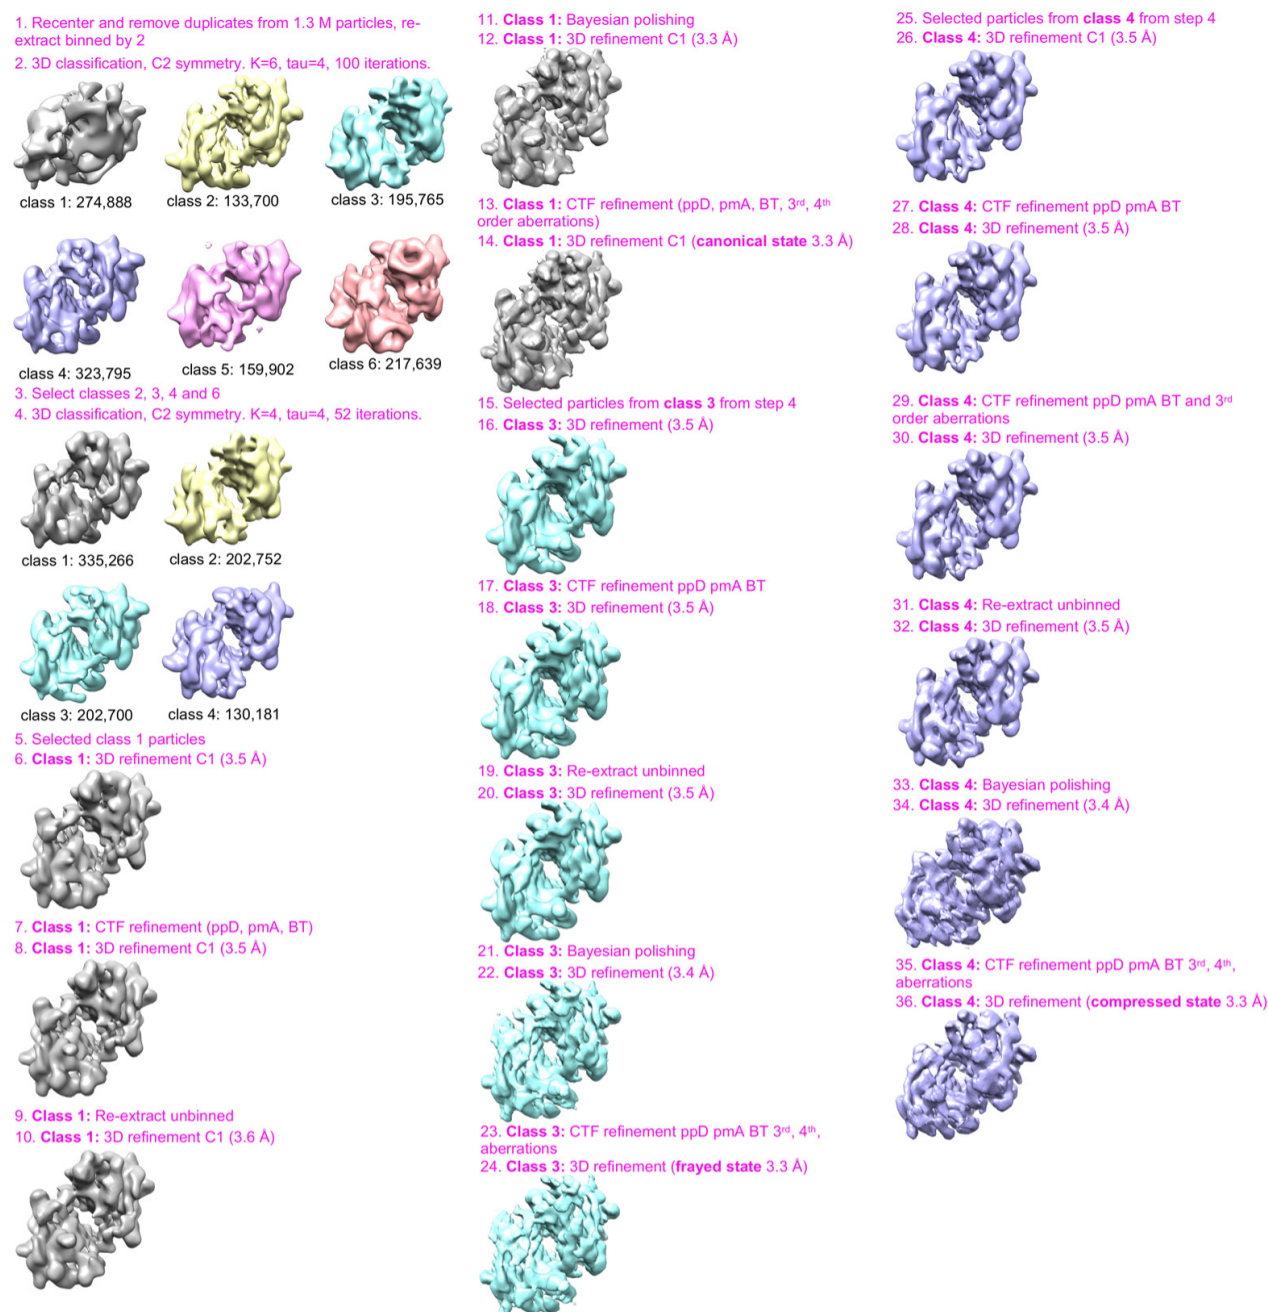 1. Recenter and remove duplicates from 1.3 M particles, re-
extract binned by 2
2. 3D classification, C2 symmetry. K=6, tau=4, 100 iterations.
class 1: 274,888
class 2: 133,700
class 3: 195,765
class 4: 323,795
class 5: 159,902
class 6: 217,639
3. Select classes 2, 3, 4 and 6
4. 3D classification, C2 symmetry. K=4, tau=4, 52 iterations.
class 1: 335,266
class 2: 202,752
class 3: 202,700
class 4: 130,181
5. Selected class 1 particles
6. Class 1: 3D refinement C1 (3.5 Å)
7. Class 1: CTF refinement (ppD, pmA, BT)
8. Class 1: 3D refinement C1 (3.5 Å)
9. Class 1: Re-extract unbinned
10. Class 1: 3D refinement C1 (3.6 Å)
11. Class 1: Bayesian polishing
12. Class 1: 3D refinement C1 (3.3 Å)
13. Class 1: CTF refinement (ppD, pmA, BT, 3rd, 4th
order aberrations)
14. Class 1: 3D refinement C1 (canonical state 3.3 Å)
15. Selected particles from class 3 from step 4
16. Class 3: 3D refinement (3.5 Å)
17. Class 3: CTF refinement ppD pmA BT
18. Class 3: 3D refinement (3.5 Å)
19. Class 3: Re-extract unbinned
20. Class 3: 3D refinement (3.5 Å)
21. Class 3: Bayesian polishing
22. Class 3: 3D refinement (3.4 Å)
23. Class 3: CTF refinement ppD pmA BT 3rd, 4th,
aberrations
24. Class 3: 3D refinement (frayed state 3.3 Å)
25. Selected particles from class 4 from step 4
26. Class 4: 3D refinement C1 (3.5 Å)
27. Class 4: CTF refinement ppD pmA BT
28. Class 4: 3D refinement (3.5 Å)
29. Class 4: CTF refinement ppD pmA BT and 3rd
order aberrations
30. Class 4: 3D refinement (3.5 Å)
31. Class 4: Re-extract unbinned
32. Class 4: 3D refinement (3.5 Å)
33. Class 4: Bayesian polishing
34. Class 4: 3D refinement (3.4 Å)
35. Class 4: CTF refinement ppD pmA BT 3rd, 4th,
aberrations
36. Class 4: 3D refinement (compressed state 3.3 Å)